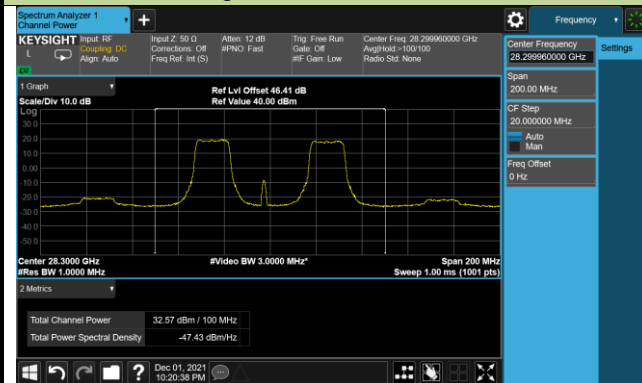 Spectrum Analyzer 1
Channel Power
+
Frequency
KEYSIGHT
L
Input: RF
Coupling: DC
Align: Auto
Input Z: 50 Ω
Corrections: Off
Freq Ref: Int (S)
Atten: 12 dB
#PNO: Fast
Trig: Free Run
Gate: Off
#IF Gain: Low
Center Freq: 28.299960000 GHz
Avg|Hold:>100/100
Radio Std: None
Center Frequency
28.299960000 GHz
Settings
Span
200.00 MHz
CF Step
20.000000 MHz
Auto
Man
Freq Offset
0 Hz
1 Graph
Scale/Div 10.0 dB
Ref Lvl Offset 46.41 dB
Ref Value 40.00 dBm
Log
30.0
20.0
10.0
0.00
-10.0
-20.0
-30.0
-40.0
-50.0
Center 28.3000 GHz
#Video BW 3.0000 MHz*
Span 200 MHz
#Res BW 1.0000 MHz
Sweep 1.00 ms (1001 pts)
2 Metrics
Total Channel Power 32.57 dBm / 100 MHz
Total Power Spectral Density -47.43 dBm/Hz
?
Dec 01, 2021
10:20:38 PM